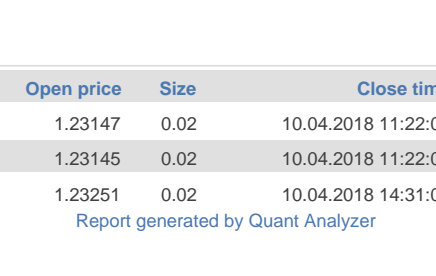 Open price Size Close tim
1.23147 0.02 10.04.2018 11:22:0
1.23145 0.02 10.04.2018 11:22:0
1.23251 0.02 10.04.2018 14:31:0
Report generated by Quant Analyzer